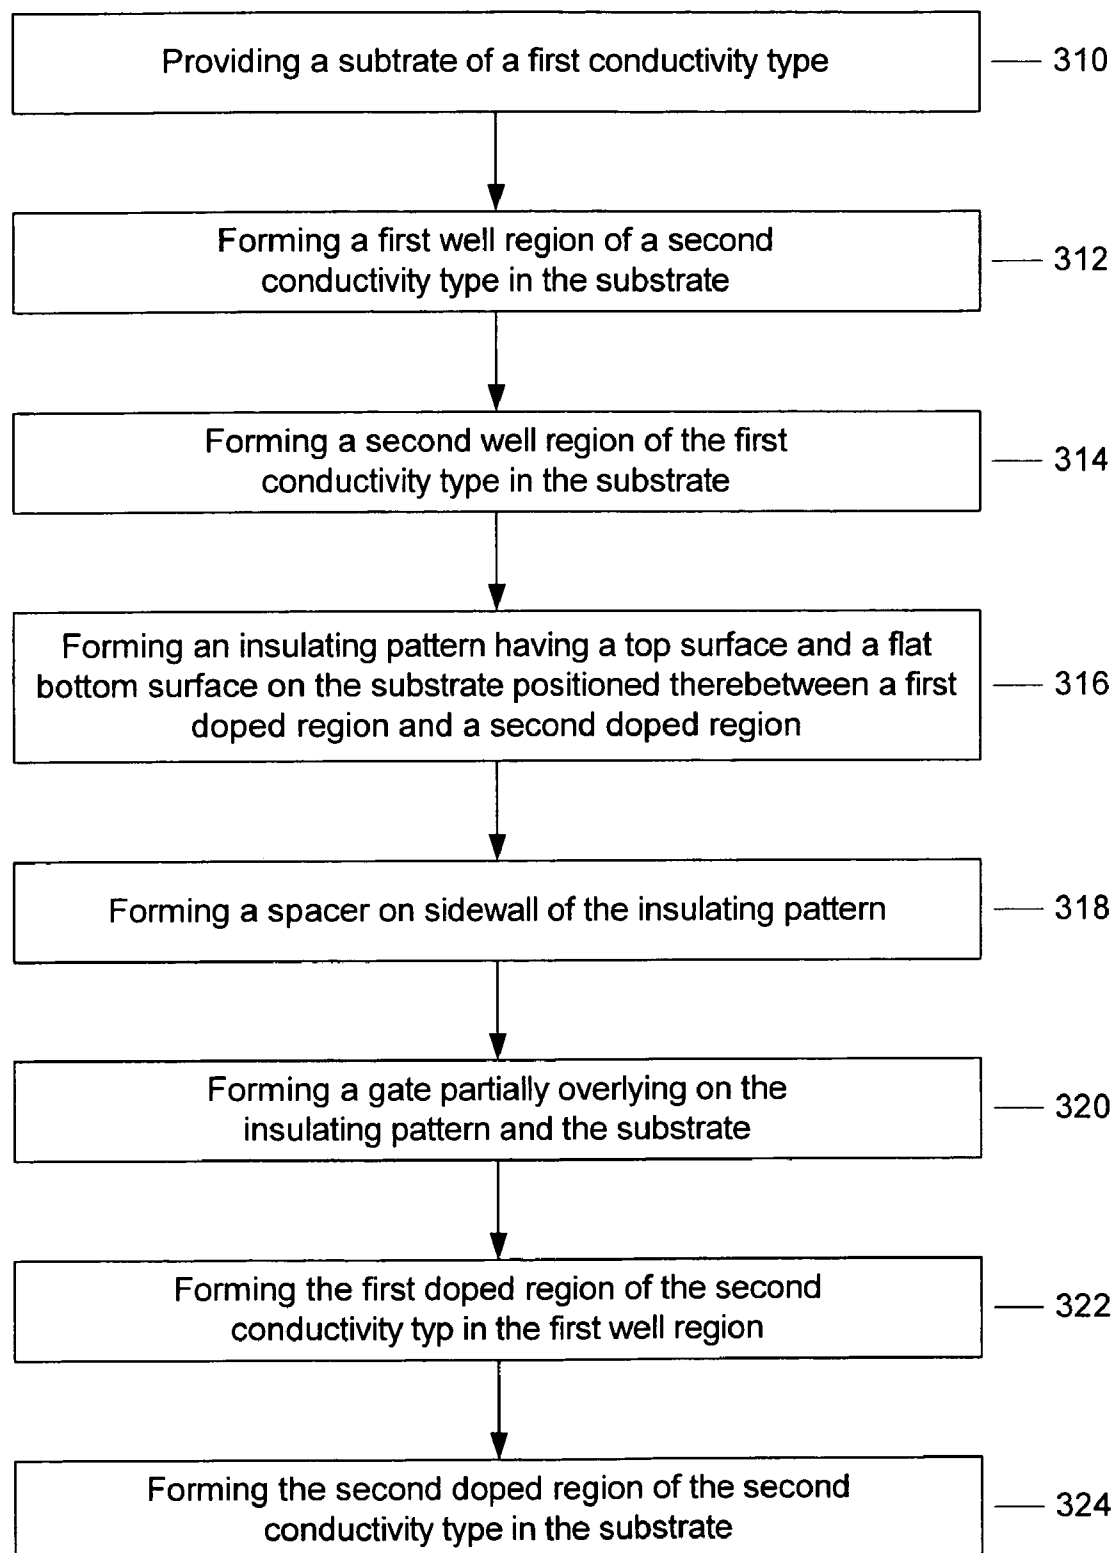 Providing a subtrate of a first conductivity type
310
Forming a first well region of a second
conductivity type in the substrate
312
Forming a second well region of the first
conductivity type in the substrate
314
Forming an insulating pattern having a top surface and a flat
bottom surface on the substrate positioned therebetween a first
doped region and a second doped region
316
Forming a spacer on sidewall of the insulating pattern
318
Forming a gate partially overlying on the
insulating pattern and the substrate
320
Forming the first doped region of the second
conductivity typ in the first well region
322
Forming the second doped region of the second
conductivity type in the substrate
324